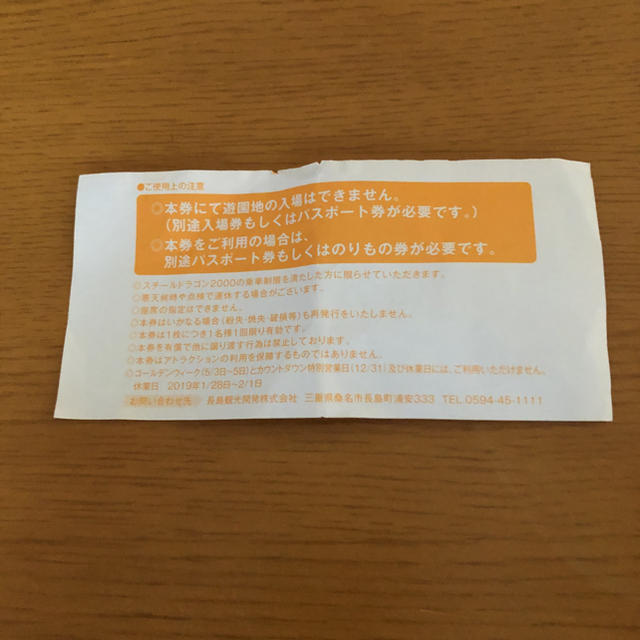 ●ご使用上の注意
◎本券にて遊園地の入場はできません。
（別途入場券もしくはパスポート券が必要です。）
◎本券をご利用の場合は、
別途パスポート券もしくはのりもの券が必要です。
◎スチールドラゴン2000の乗車制限を満たした方に限らせていただきます。
◎悪天候時や点検で運休する場合がございます。
◎座席の指定はできません。
◎本券はいかなる場合（紛失・焼失・破損等）も再発行をいたしません。
◎本券は1枚につき1名様1回限り有効です。
◎本券を有償で他に譲り渡す行為は禁止しております。
◎本券はアトラクションの利用を保障するものではありません。
◎ゴールデンウィーク（5/3日～5日）とカウントダウン特別営業日（12/31）及び休業日には、ご利用いただけません。
休業日 2019年1/28日～2/1日
お問い合わせ先 長島観光開発株式会社 三重県桑名市長島町浦安333 TEL.0594-45-1111